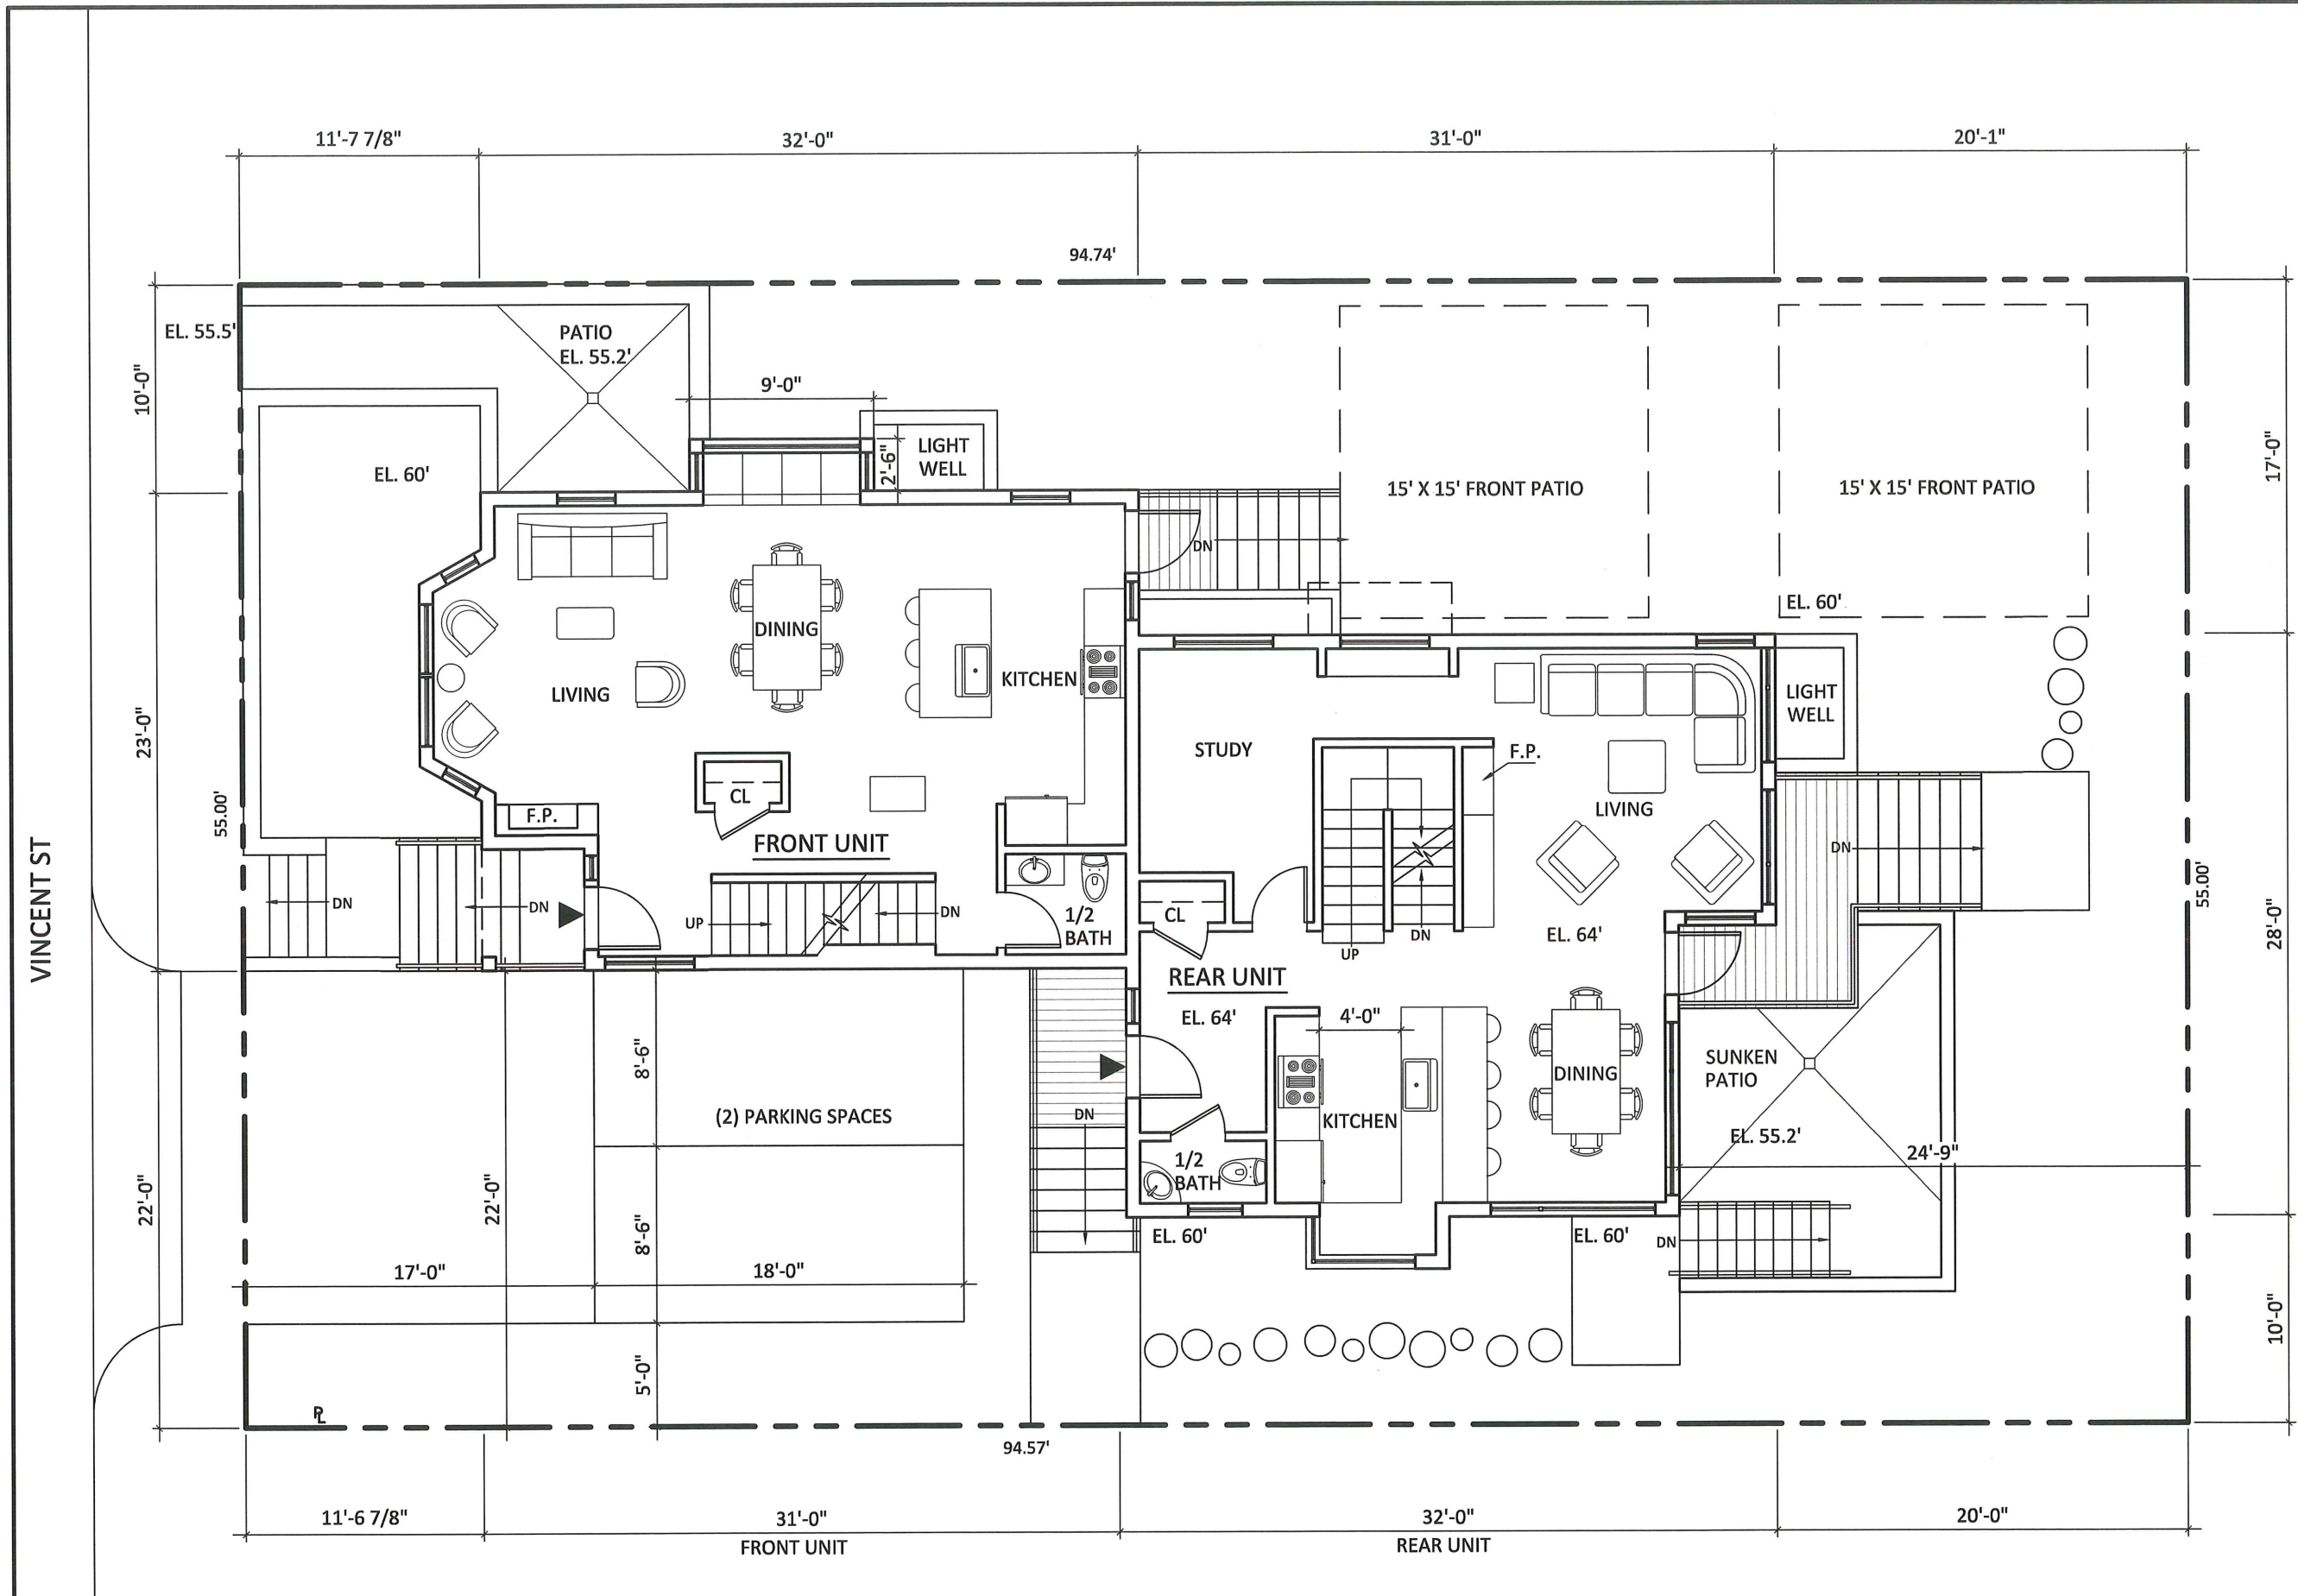 11'-7 7/8"
32'-0"
31'-0"
20'-1"
94.74'
EL. 55.5'
PATIO
EL. 55.2'
10'-0"
9'-0"
2'-6"
LIGHT
WELL
EL. 60'
15' X 15' FRONT PATIO
15' X 15' FRONT PATIO
17'-0"
DN
EL. 60'
DINING
KITCHEN
LIVING
23'-0"
LIGHT
WELL
STUDY
F.P.
CL
LIVING
F.P.
55.00'
FRONT UNIT
VINCENT ST
DN
DN
UP
DN
1/2
BATH
CL
DN
55.00'
EL. 64'
DN
UP
28'-0"
REAR UNIT
EL. 64'
4'-0"
8'-6"
SUNKEN
PATIO
DINING
(2) PARKING SPACES
DN
KITCHEN
EL. 55.2'
24'-9"
1/2
BATH
22'-0"
22'-0"
8'-6"
EL. 60'
EL. 60'
DN
17'-0"
18'-0"
10'-0"
5'-0"
PL
94.57'
11'-6 7/8"
31'-0"
32'-0"
20'-0"
FRONT UNIT
REAR UNIT